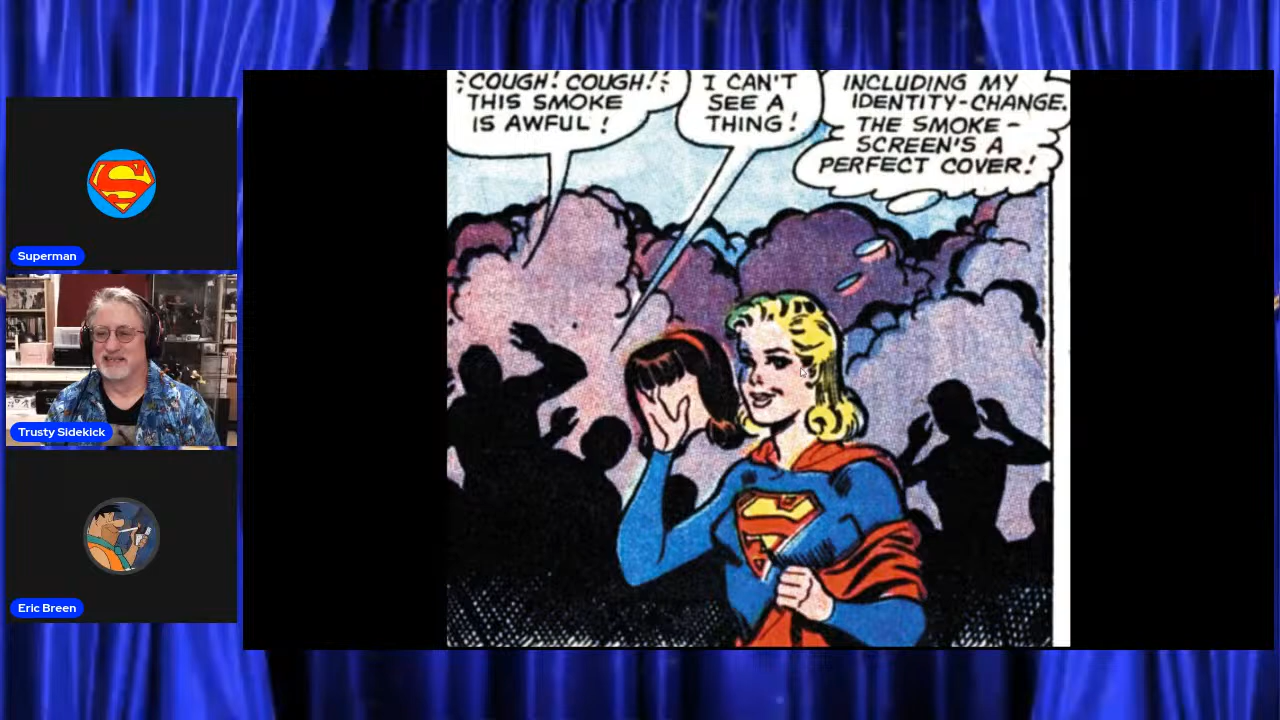 COUGH! COUGH!
THIS SMOKE
IS AWFUL!
I CAN'T
SEE A
THING!
INCLUDING MY
IDENTITY-CHANGE.
THE SMOKE-
SCREEN'S A
PERFECT COVER!
Superman
Trusty Sidekick
Eric Breen